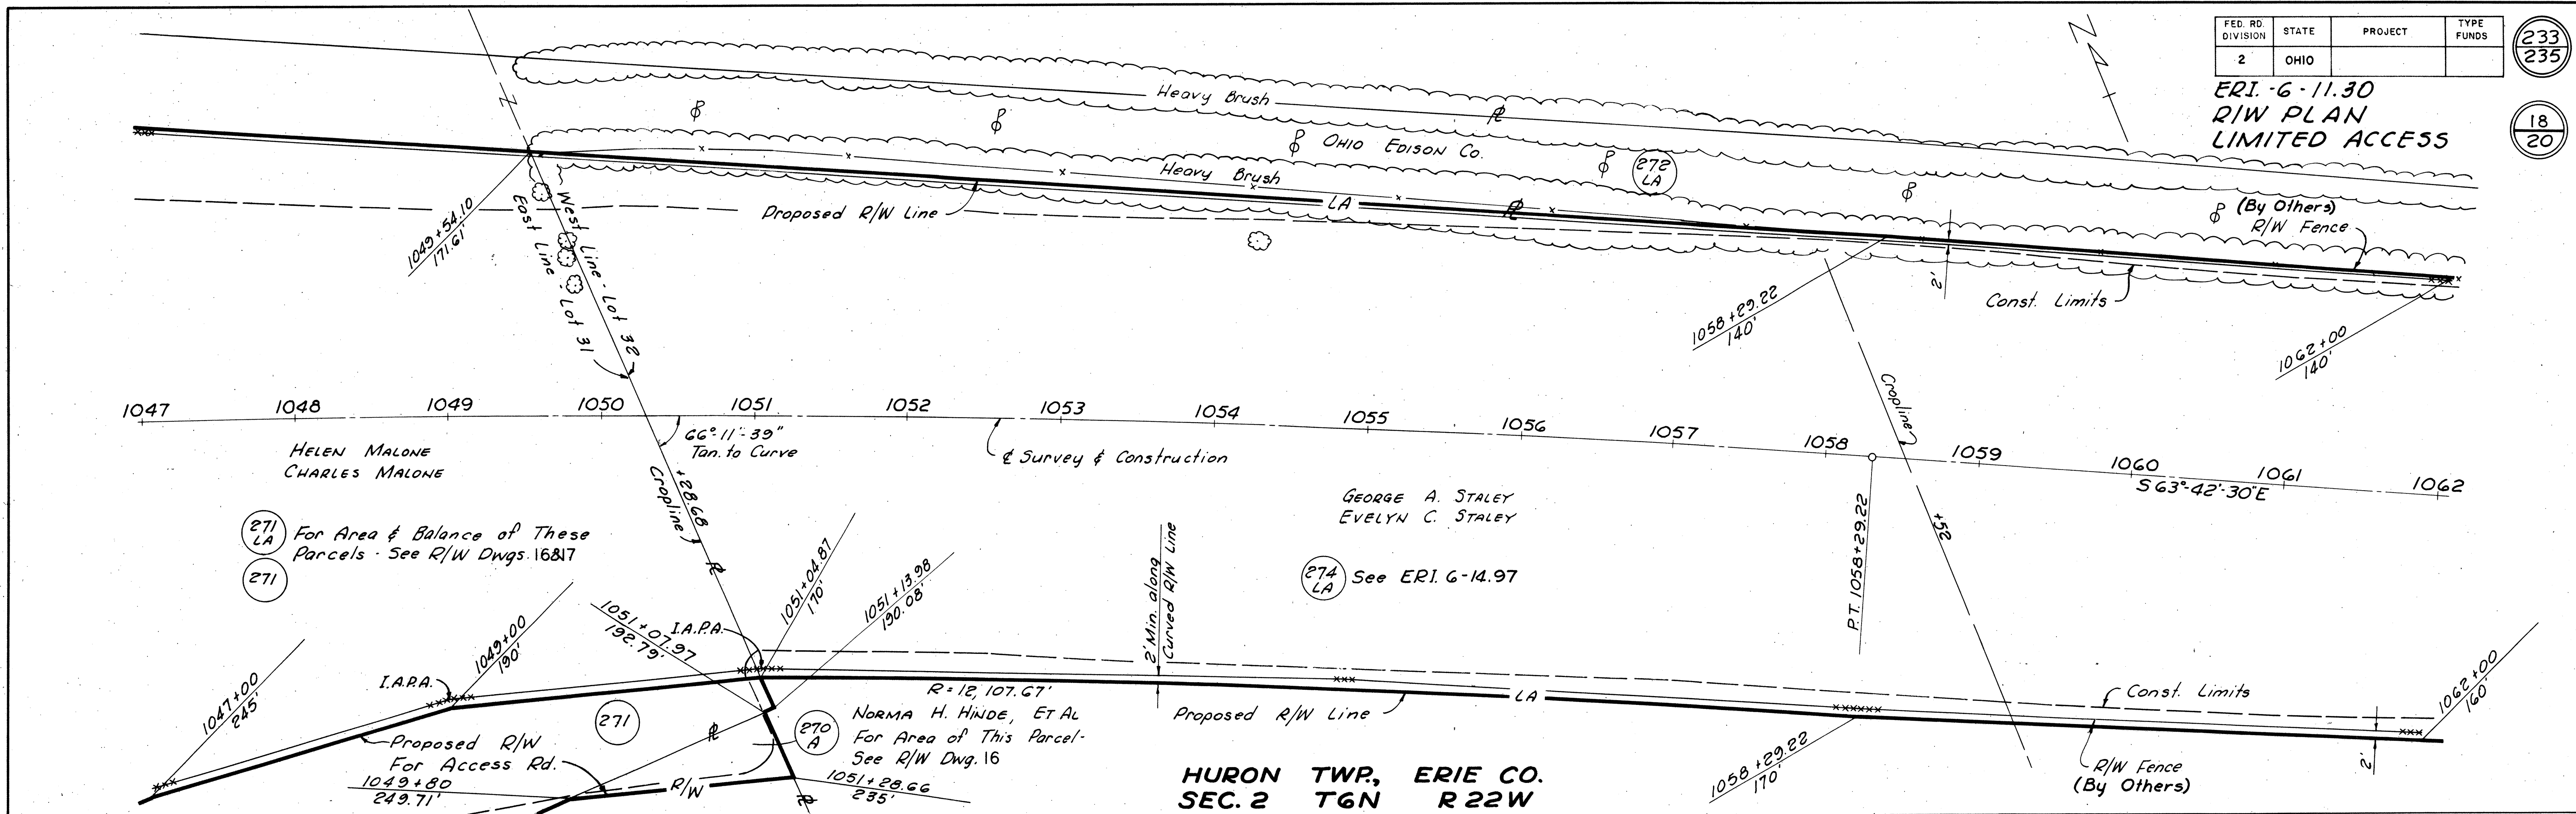 FED. RD. DIVISION STATE PROJECT TYPE FUNDS
2 OHIO
233
235
ERI.-6-11.30
R/W PLAN
LIMITED ACCESS
18
20
N
Heavy Brush
℄
OHIO EDISON CO.
272
LA
Heavy Brush
Proposed R/W Line
LA
℄
(By Others)
R/W Fence
1049+54.10
171.61'
West Line - Lot 32
East Line - Lot 31
2'
Const. Limits
1058+29.22
140'
1062+00
140'
1047 1048 1049 1050 1051 1052 1053 1054 1055 1056 1057 1058 1059 1060 1061 1062
66°-11'-39"
Tan. to Curve
℄ Survey & Construction
Cropline
S 63°-42'-30"E
HELEN MALONE
CHARLES MALONE
+28.68
Cropline
GEORGE A. STALEY
EVELYN C. STALEY
271
LA
For Area & Balance of These
Parcels - See R/W Dwgs. 16&17
271
274
LA
See ERI. 6-14.97
P.T. 1058+29.22
+52
2' Min. along
Curved R/W Line
1051+04.87
170'
1051+13.98
190.08'
1051+07.97
192.79'
I.A.P.A.
1047+00
245'
I.A.P.A.
1049+00
190'
R=12,107.67'
271
270
A
NORMA H. HINDE, ET AL
For Area of This Parcel-
See R/W Dwg. 16
Proposed R/W Line
LA
Const. Limits
1062+00
160'
Proposed R/W
For Access Rd.
1049+80
249.71'
R/W
1051+28.66
235'
1058+29.22
170'
R/W Fence
(By Others)
2'
HURON TWP., ERIE CO.
SEC. 2 T6N R22W